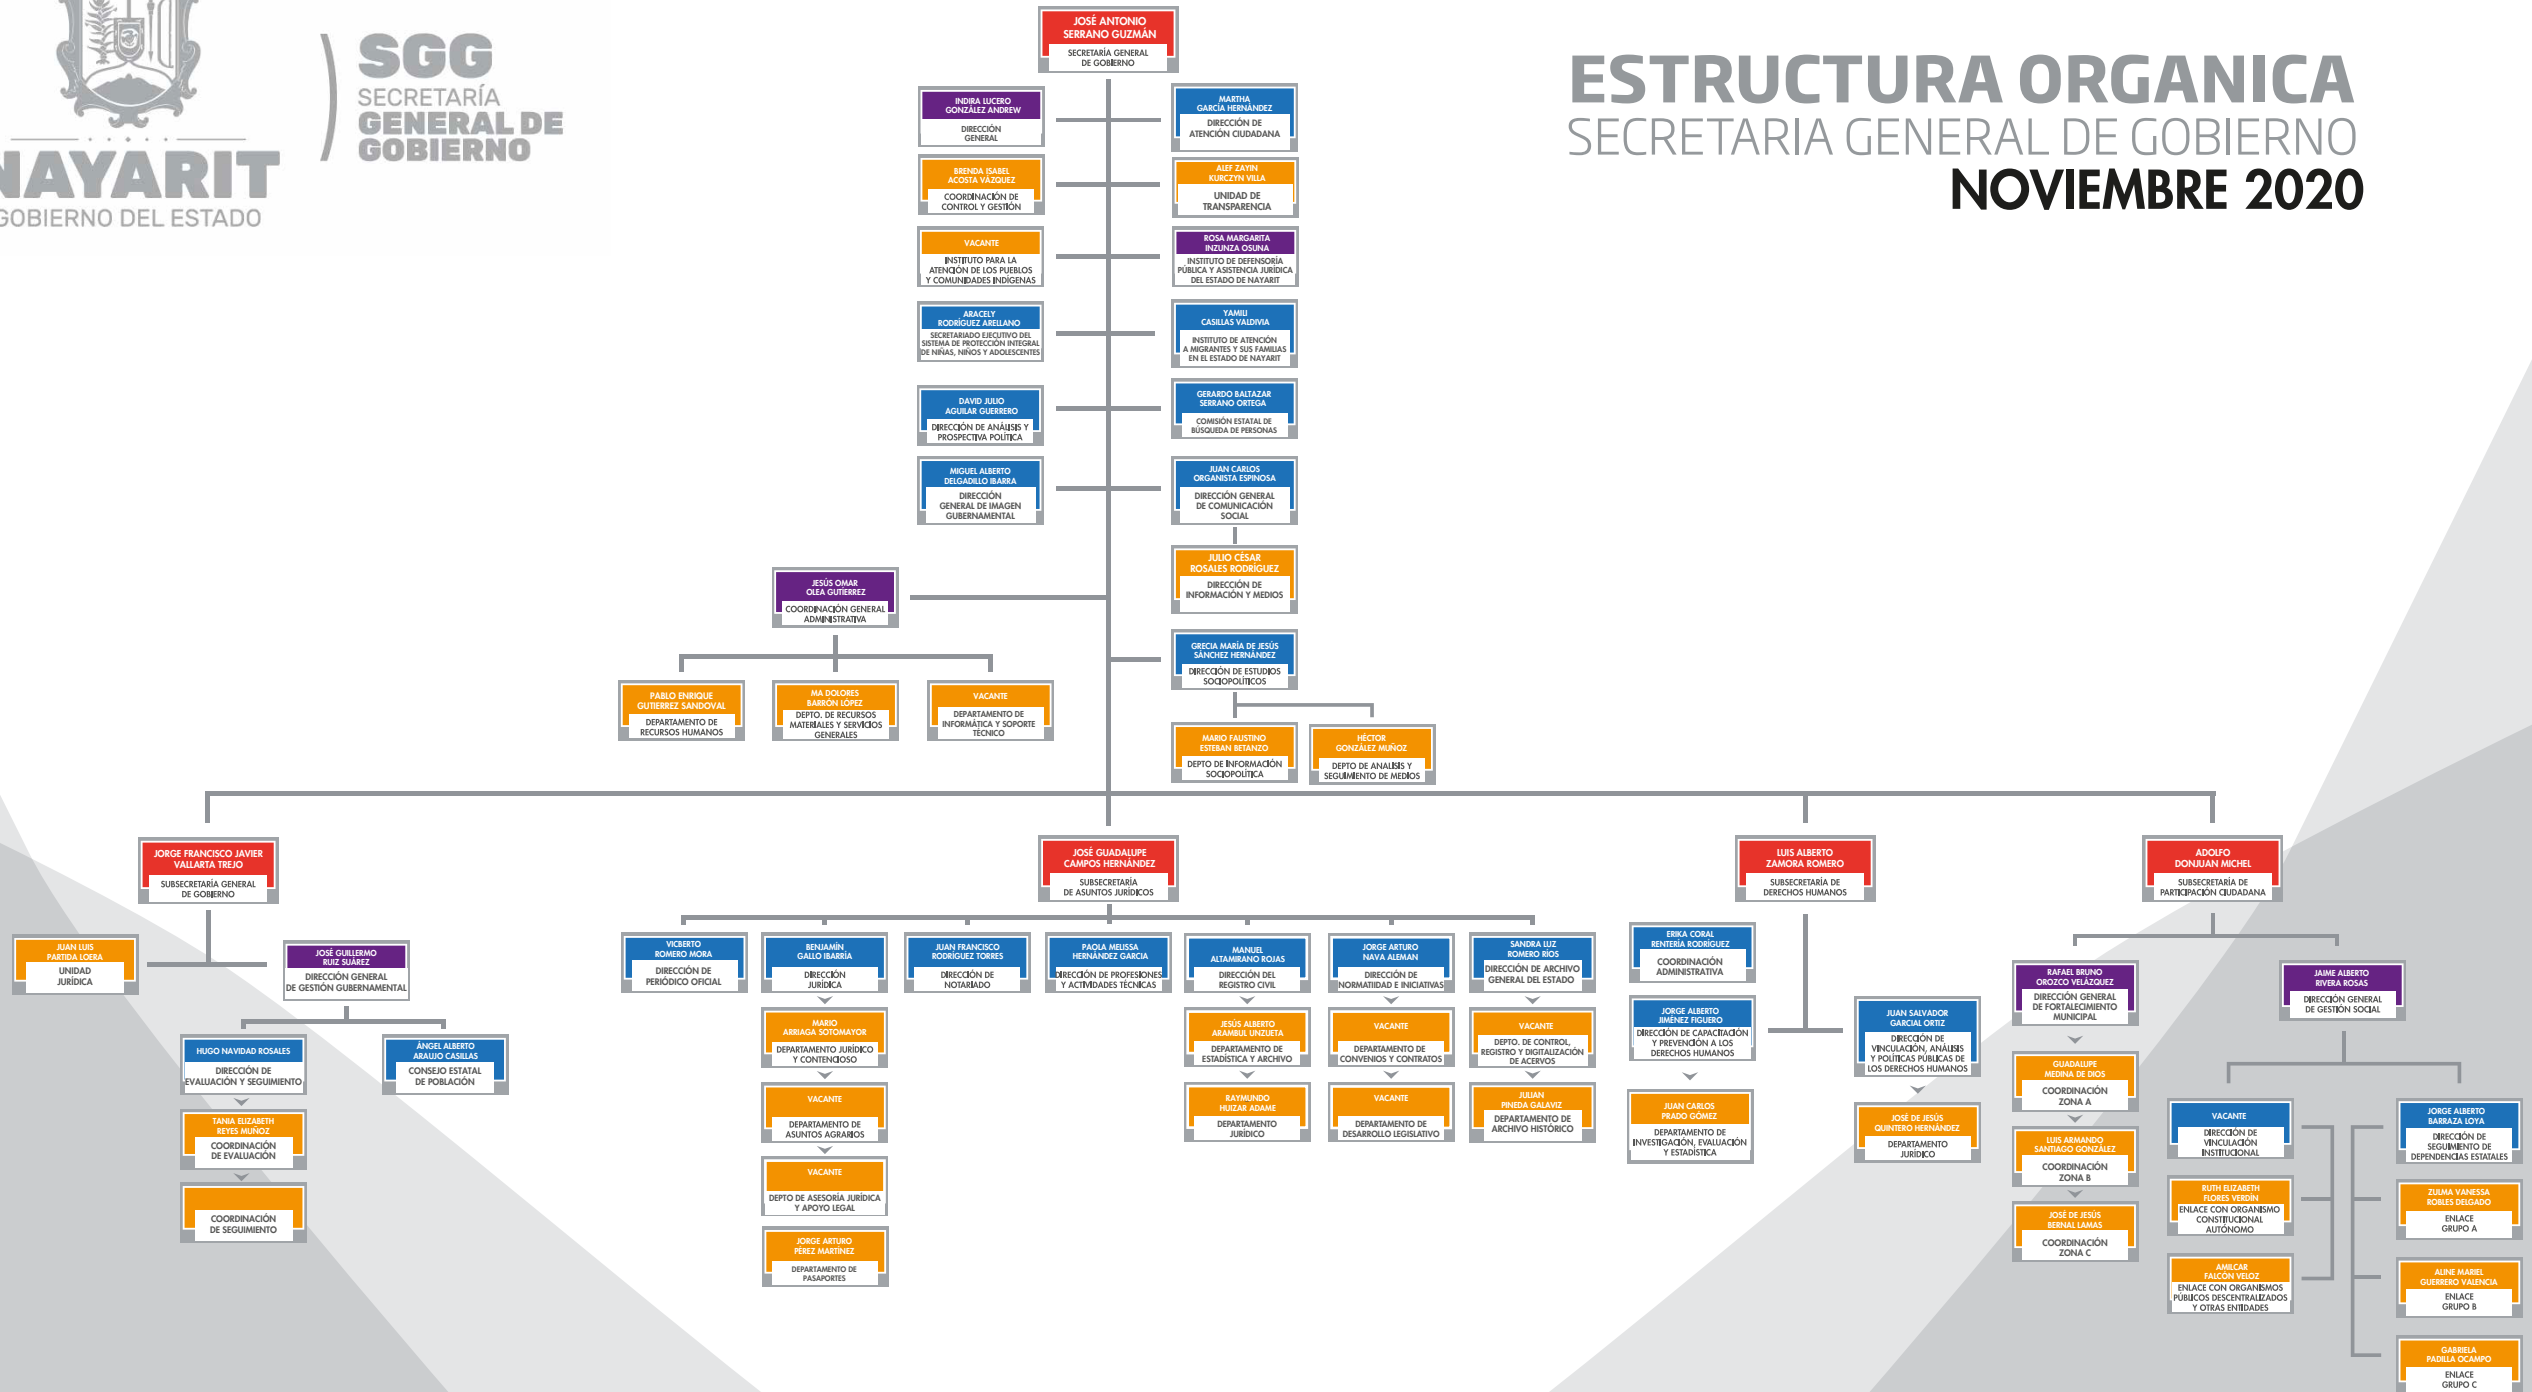 NAYARIT
GOBIERNO DEL ESTADO
SGG
SECRETARÍA
GENERAL DE
GOBIERNO
ESTRUCTURA ORGANICA
SECRETARIA GENERAL DE GOBIERNO
NOVIEMBRE 2020
JOSÉ ANTONIO
SERRANO GUZMÁN
SECRETARÍA GENERAL
DE GOBIERNO
INDIRA LUCERO
GONZÁLEZ ANDREW
DIRECCIÓN
GENERAL
MARTHA
GARCÍA HERNÁNDEZ
DIRECCIÓN DE
ATENCIÓN CIUDADANA
BRENDA ISABEL
ACOSTA VÁZQUEZ
COORDINACIÓN DE
CONTROL Y GESTIÓN
ALEF ZAYIN
KURCZYN VILLA
UNIDAD DE
TRANSPARENCIA
VACANTE
INSTITUTO PARA LA
ATENCIÓN DE LOS PUEBLOS
Y COMUNIDADES INDÍGENAS
ROSA MARGARITA
INZUNZA OSUNA
INSTITUTO DE DEFENSORÍA
PÚBLICA Y ASISTENCIA JURÍDICA
DEL ESTADO DE NAYARIT
ARACELY
RODRÍGUEZ ARELLANO
SECRETARIADO EJECUTIVO DEL
SISTEMA DE PROTECCIÓN INTEGRAL
DE NIÑAS, NIÑOS Y ADOLESCENTES
YAMILI
CASILLAS VALDIVIA
INSTITUTO DE ATENCIÓN
A MIGRANTES Y SUS FAMILIAS
EN EL ESTADO DE NAYARIT
DAVID JULIO
AGUILAR GUERRERO
DIRECCIÓN DE ANÁLISIS Y
PROSPECTIVA POLÍTICA
GERARDO BALTAZAR
SERRANO ORTEGA
COMISIÓN ESTATAL DE
BÚSQUEDA DE PERSONAS
MIGUEL ALBERTO
DELGADILLO IBARRA
DIRECCIÓN
GENERAL DE IMAGEN
GUBERNAMENTAL
JUAN CARLOS
ORGANISTA ESPINOSA
DIRECCIÓN GENERAL
DE COMUNICACIÓN
SOCIAL
JULIO CÉSAR
ROSALES RODRÍGUEZ
DIRECCIÓN DE
INFORMACIÓN Y MEDIOS
JESÚS OMAR
OLEA GUTÍERREZ
COORDINACIÓN GENERAL
ADMINISTRATIVA
GRECIA MARÍA DE JESÚS
SÁNCHEZ HERNÁNDEZ
DIRECCIÓN DE ESTUDIOS
SOCIOPOLÍTICOS
PABLO ENRIQUE
GUTIERREZ SANDOVAL
DEPARTAMENTO DE
RECURSOS HUMANOS
MA DOLORES
BARRÓN LÓPEZ
DEPTO. DE RECURSOS
MATERIALES Y SERVICIOS
GENERALES
VACANTE
DEPARTAMENTO DE
INFORMÁTICA Y SOPORTE
TÉCNICO
MARIO FAUSTINO
ESTEBAN BETANZO
DEPTO DE INFORMACIÓN
SOCIOPOLÍTICA
HÉCTOR
GONZÁLEZ MUÑOZ
DEPTO DE ANALISIS Y
SEGUIMIENTO DE MEDIOS
JORGE FRANCISCO JAVIER
VALLARTA TREJO
SUBSECRETARÍA GENERAL
DE GOBIERNO
JOSÉ GUADALUPE
CAMPOS HERNÁNDEZ
SUBSECRETARÍA
DE ASUNTOS JURÍDICOS
LUIS ALBERTO
ZAMORA ROMERO
SUBSECRETARÍA DE
DERECHOS HUMANOS
ADOLFO
DONJUAN MICHEL
SUBSECRETARÍA DE
PARTICIPACIÓN CIUDADANA
JUAN LUIS
PARTIDA LOERA
UNIDAD
JURÍDICA
JOSÉ GUILLERMO
RUIZ SUÁREZ
DIRECCIÓN GENERAL
DE GESTIÓN GUBERNAMENTAL
HUGO NAVIDAD ROSALES
DIRECCIÓN DE
EVALUACIÓN Y SEGUIMIENTO
ÁNGEL ALBERTO
ARAUJO CASILLAS
CONSEJO ESTATAL
DE POBLACIÓN
TANIA ELIZABETH
REYES MUÑOZ
COORDINACIÓN
DE EVALUACIÓN
COORDINACIÓN
DE SEGUIMIENTO
VICBERTO
ROMERO MORA
DIRECCIÓN DE
PERIÓDICO OFICIAL
BENJAMÍN
GALLO IBARRÍA
DIRECCIÓN
JURÍDICA
MARIO
ARRIAGA SOTOMAYOR
DEPARTAMENTO JURÍDICO
Y CONTENCIOSO
VACANTE
DEPARTAMENTO DE
ASUNTOS AGRARIOS
VACANTE
DEPTO DE ASESORÍA JURÍDICA
Y APOYO LEGAL
JORGE ARTURO
PÉREZ MARTÍNEZ
DEPARTAMENTO DE
PASAPORTES
JUAN FRANCISCO
RODRÍGUEZ TORRES
DIRECCIÓN DE
NOTARIADO
PAOLA MELISSA
HERNÁNDEZ GARCIA
DIRECCIÓN DE PROFESIONES
Y ACTIVIDADES TÉCNICAS
MANUEL
ALTAMIRANO ROJAS
DIRECCIÓN DEL
REGISTRO CIVIL
JESÚS ALBERTO
ARAMBUL UNZUETA
DEPARTAMENTO DE
ESTADÍSTICA Y ARCHIVO
RAYMUNDO
HUIZAR ADAME
DEPARTAMENTO
JURÍDICO
JORGE ARTURO
NAVA ALEMAN
DIRECCIÓN DE
NORMATIIDAD E INICIATIVAS
VACANTE
DEPARTAMENTO DE
CONVENIOS Y CONTRATOS
VACANTE
DEPARTAMENTO DE
DESARROLLO LEGISLATIVO
SANDRA LUZ
ROMERO RÍOS
DIRECCIÓN DE ARCHIVO
GENERAL DEL ESTADO
VACANTE
DEPTO. DE CONTROL,
REGISTRO Y DIGITALIZACIÓN
DE ACERVOS
JULIAN
PINEDA GALAVIZ
DEPARTAMENTO DE
ARCHIVO HISTÓRICO
ERIKA CORAL
RENTERÍA RODRÍGUEZ
COORDINACIÓN
ADMINISTRATIVA
JORGE ALBERTO
JIMÉNEZ FIGUERO
DIRECCIÓN DE CAPACITACIÓN
Y PREVENCIÓN A LOS
DERECHOS HUMANOS
JUAN CARLOS
PRADO GÓMEZ
DEPARTAMENTO DE
INVESTIGACIÓN, EVALUACIÓN
Y ESTADÍSTICA
JUAN SALVADOR
GARCIAL ORTIZ
DIRECCIÓN DE
VINCULACIÓN, ANÁLISIS
Y POLÍTICAS PÚBLICAS DE
LOS DERECHOS HUMANOS
JOSÉ DE JESÚS
QUINTERO HERNÁNDEZ
DEPARTAMENTO
JURÍDICO
RAFAEL BRUNO
OROZCO VELÁZQUEZ
DIRECCIÓN GENERAL
DE FORTALECIMIENTO
MUNICIPAL
GUADALUPE
MEDINA DE DIOS
COORDINACIÓN
ZONA A
LUIS ARMANDO
SANTIAGO GONZÁLEZ
COORDINACIÓN
ZONA B
JOSÉ DE JESÚS
BERNAL LAMAS
COORDINACIÓN
ZONA C
JAIME ALBERTO
RIVERA ROSAS
DIRECCIÓN GENERAL
DE GESTIÓN SOCIAL
VACANTE
DIRECCIÓN DE
VINCULACIÓN
INSTITUCIONAL
RUTH ELIZABETH
FLORES VERDÍN
ENLACE CON ORGANISMO
CONSTITUCIONAL
AUTÓNOMO
AMILCAR
FALCÓN VELOZ
ENLACE CON ORGANISMOS
PÚBLICOS DESCENTRALIZADOS
Y OTRAS ENTIDADES
JORGE ALBERTO
BARRAZA LOYA
DIRECCIÓN DE
SEGUIMIENTO DE
DEPENDENCIAS ESTATALES
ZULMA VANESSA
ROBLES DELGADO
ENLACE
GRUPO A
ALINE MARIEL
GUERRERO VALENCIA
ENLACE
GRUPO B
GABRIELA
PADILLA OCAMPO
ENLACE
GRUPO C